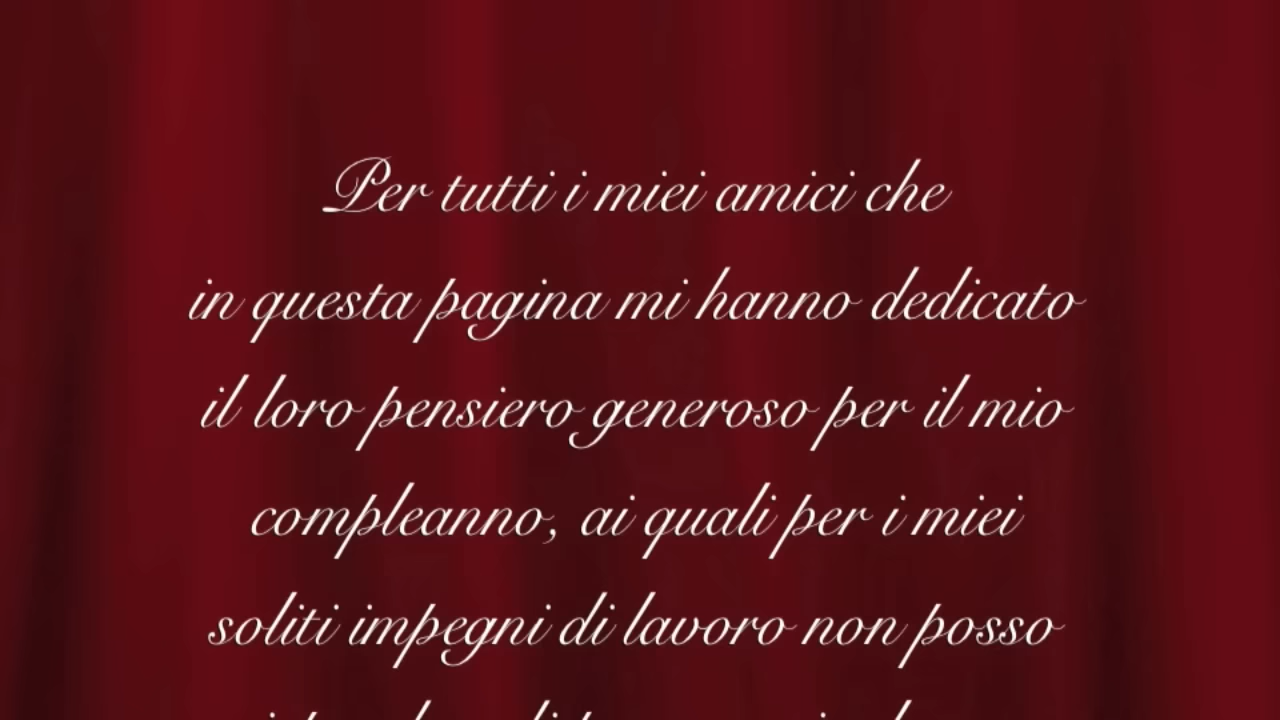 Per tutti i miei amici che
in questa pagina mi hanno dedicato
il loro pensiero generoso per il mio
compleanno, ai quali per i miei
soliti impegni di lavoro non posso